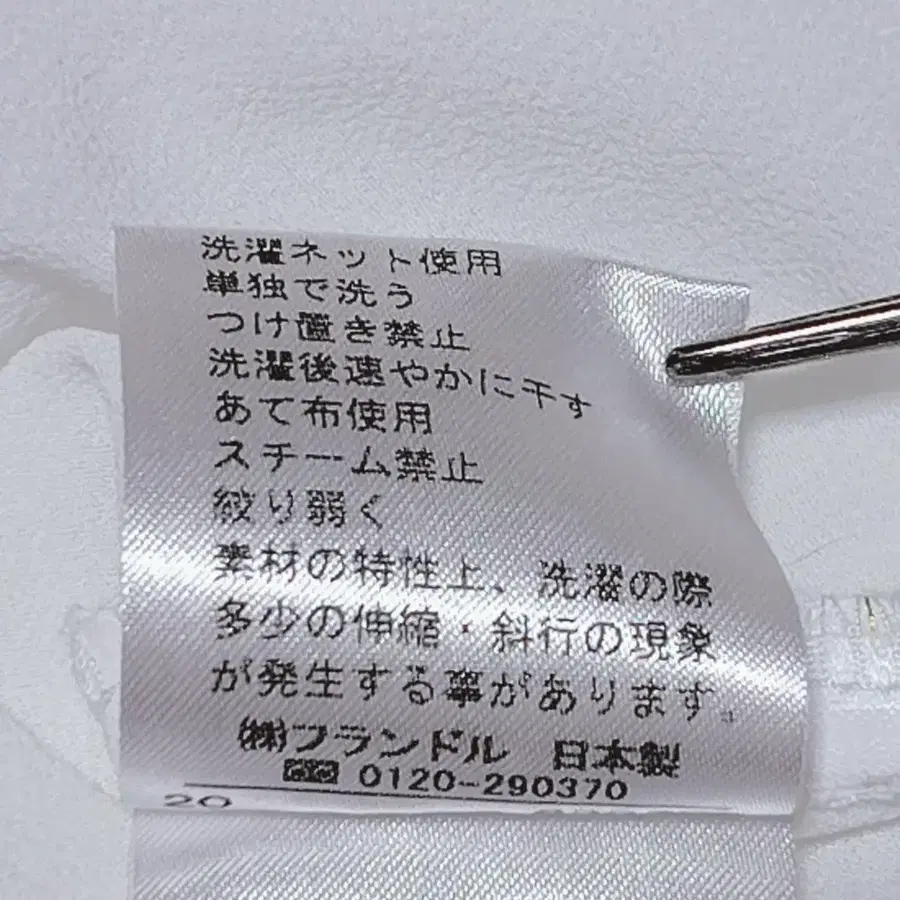 洗濯ネット使用
単独で洗う
つけ置き禁止
洗濯後速やかに干す
あて布使用
スチーム禁止
絞り弱く
素材の特性上、洗濯の際
多少の伸縮・斜行の現象
が発生する事があります。
㈱フランドル 日本製
0120-290370
20